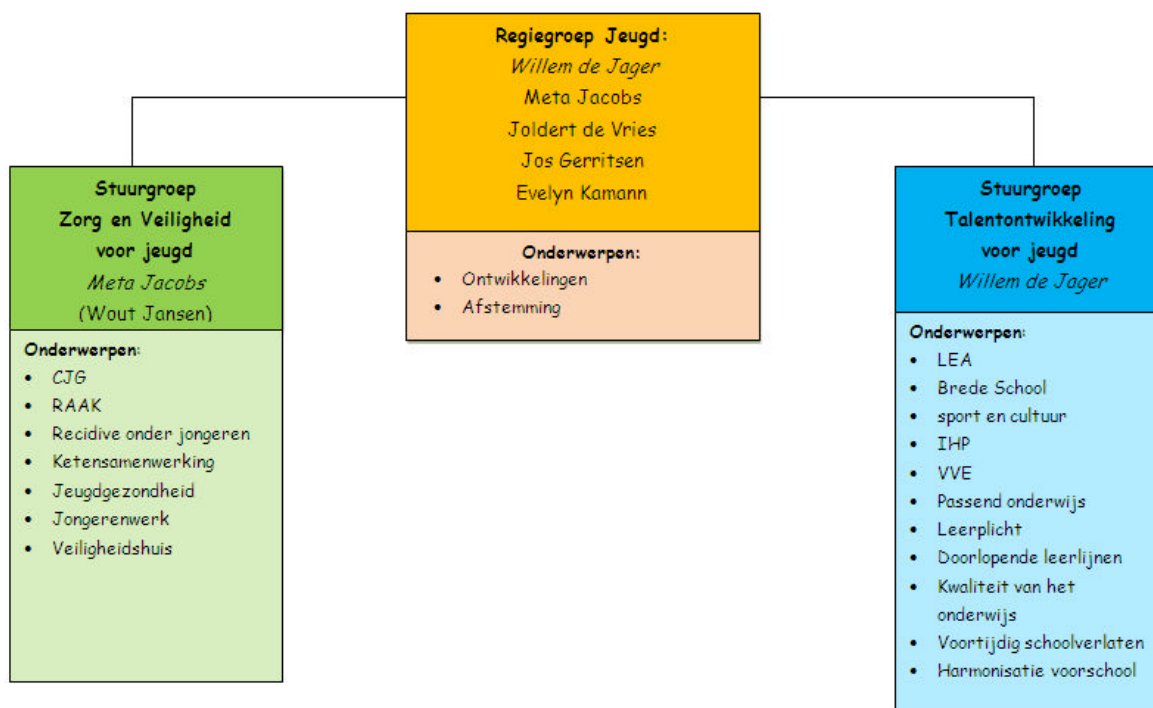 Regiegroep Jeugd:
Willem de Jager
Meta Jacobs
Joldert de Vries
Jos Gerritsen
Evelyn Kamann
Onderwerpen:
• Ontwikkelingen
• Afstemming
Stuurgroep
Zorg en Veiligheid
voor jeugd
Meta Jacobs
(Wout Jansen)
Onderwerpen:
• CJG
• RAAK
• Recidive onder jongeren
• Ketensamenwerking
• Jeugdgezondheid
• Jongerenwerk
• Veiligheidshuis
Stuurgroep
Talentontwikkeling
voor jeugd
Willem de Jager
Onderwerpen:
• LEA
• Brede School
• sport en cultuur
• IHP
• VVE
• Passend onderwijs
• Leerplicht
• Doorlopende leerlijnen
• Kwaliteit van het
onderwijs
• Voortijdig schoolverlaten
• Harmonisatie voorschool